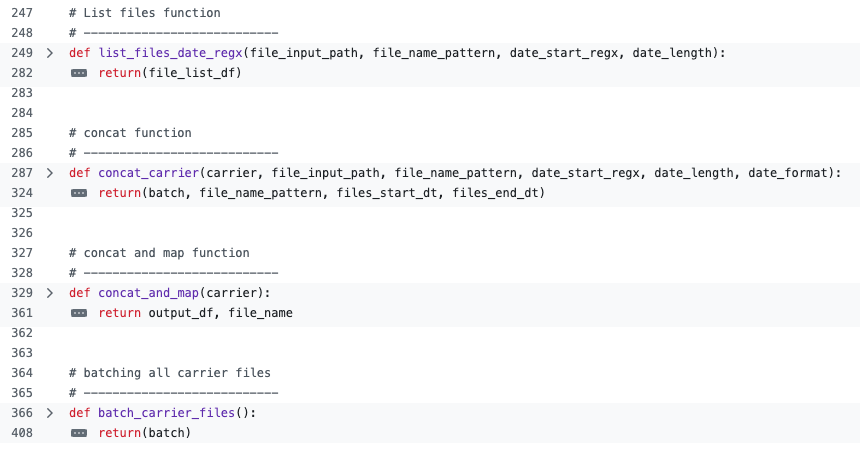 247 # List files function
248 # ---------------------------
249 def list_files_date_regx(file_input_path, file_name_pattern, date_start_regx, date_length):
282 return(file_list_df)
283
284
285 # concat function
286 # ---------------------------
287 def concat_carrier(carrier, file_input_path, file_name_pattern, date_start_regx, date_length, date_format):
324 return(batch, file_name_pattern, files_start_dt, files_end_dt)
325
326
327 # concat and map function
328 # ---------------------------
329 def concat_and_map(carrier):
361 return output_df, file_name
362
363
364 # batching all carrier files
365 # ---------------------------
366 def batch_carrier_files():
408 return(batch)